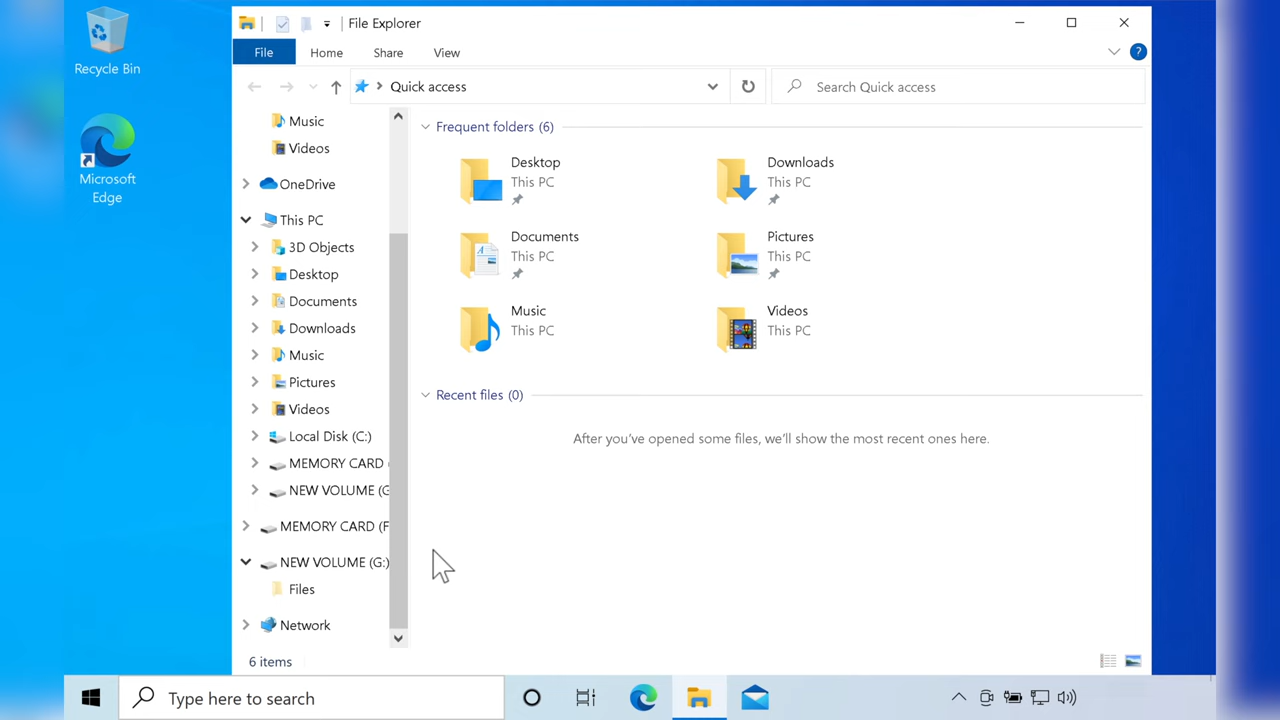 Recycle Bin
Microsoft
Edge
File Explorer
File
Home
Share
View
?
Quick access
Search Quick access
Music
Videos
OneDrive
This PC
3D Objects
Desktop
Documents
Downloads
Music
Pictures
Videos
Local Disk (C:)
MEMORY CARD
NEW VOLUME (G
MEMORY CARD (F
NEW VOLUME (G:)
Files
Network
Frequent folders (6)
Desktop
This PC
Downloads
This PC
Documents
This PC
Pictures
This PC
Music
This PC
Videos
This PC
Recent files (0)
After you've opened some files, we'll show the most recent ones here.
6 items
Type here to search